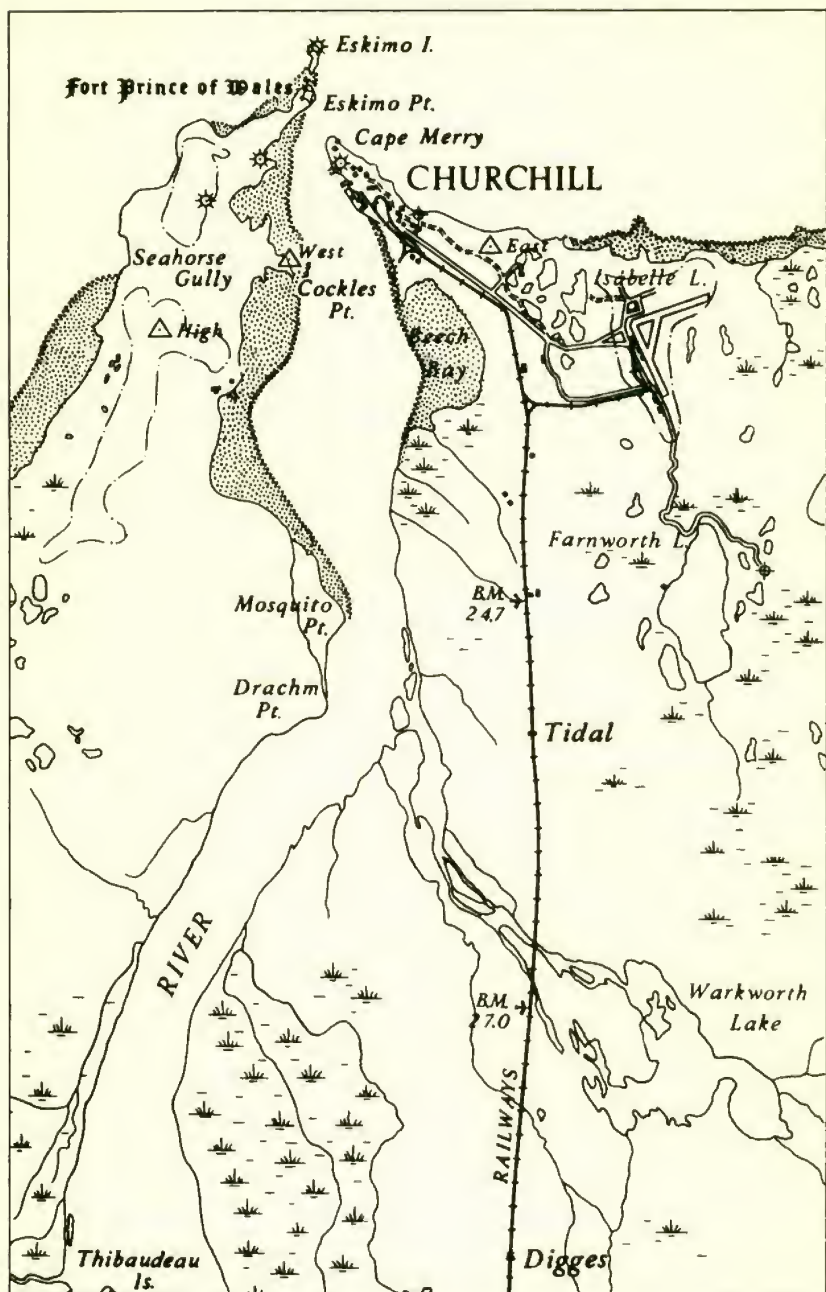 Eskimo I.
Fort Prince of Wales
Eskimo Pt.
Cape Merry
CHURCHILL
West
East
Seahorse
Gully
Cockles
Pt.
Isabelle L.
High
Beech
Bay
Farnworth L.
B.M.
24.7
Mosquito
Pt.
Drachm
Pt.
Tidal
RIVER
B.M.
27.0
Warkworth
Lake
RAILWAYS
Thibaudeau
Is.
Digges